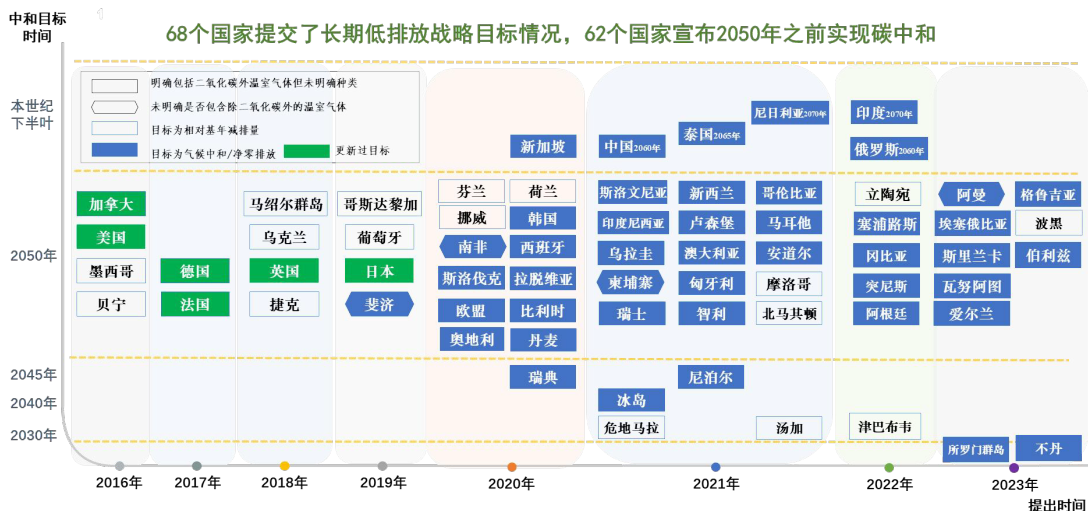 中和目标
时间
68个国家提交了长期低排放战略目标情况，62个国家宣布2050年之前实现碳中和
明确包括二氧化碳外温室气体但未明确种类
未明确是否包含除二氧化碳外的温室气体
目标为相对基年减排量
目标为气候中和/净零排放
更新过目标
本世纪
下半叶
新加坡
中国2060年
泰国2065年
尼日利亚2070年
印度2070年
俄罗斯2060年
2050年
加拿大
美国
墨西哥
贝宁
德国
法国
马绍尔群岛
乌克兰
英国
捷克
哥斯达黎加
葡萄牙
日本
斐济
芬兰
荷兰
挪威
韩国
南非
西班牙
斯洛伐克
拉脱维亚
欧盟
比利时
奥地利
丹麦
斯洛文尼亚
新西兰
哥伦比亚
印度尼西亚
卢森堡
马耳他
乌拉圭
澳大利亚
安道尔
柬埔寨
匈牙利
摩洛哥
瑞士
智利
北马其顿
立陶宛
塞浦路斯
冈比亚
突尼斯
阿根廷
阿曼
格鲁吉亚
埃塞俄比亚
波黑
斯里兰卡
伯利兹
瓦努阿图
爱尔兰
2045年
瑞典
尼泊尔
2040年
冰岛
2030年
危地马拉
汤加
津巴布韦
所罗门群岛
不丹
2016年
2017年
2018年
2019年
2020年
2021年
2022年
2023年
提出时间